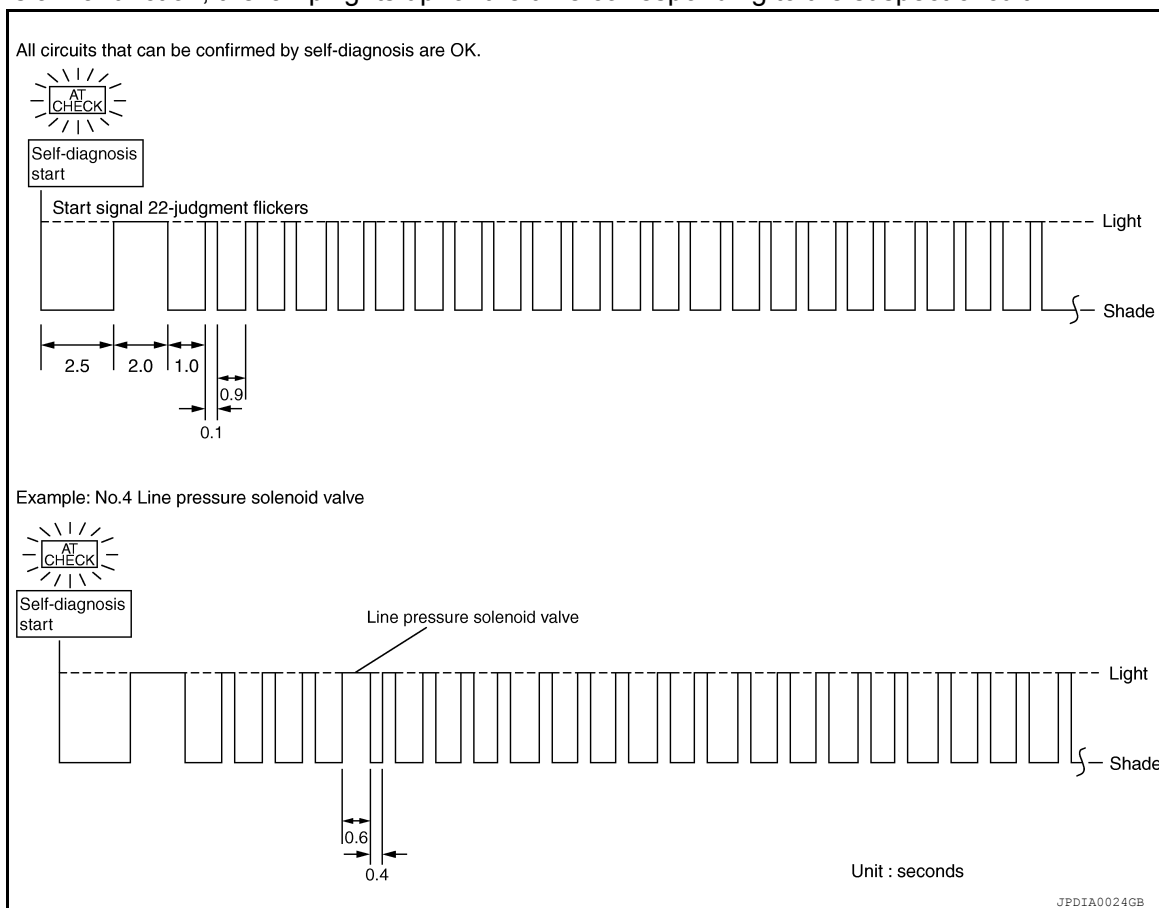 All circuits that can be confirmed by self-diagnosis are OK.
AT
CHECK
Self-diagnosis
start
Start signal 22-judgment flickers
Light
Shade
2.5
2.0
1.0
0.9
0.1
Example: No.4 Line pressure solenoid valve
AT
CHECK
Self-diagnosis
start
Line pressure solenoid valve
Light
Shade
0.6
0.4
Unit : seconds
JPDIA0024GB